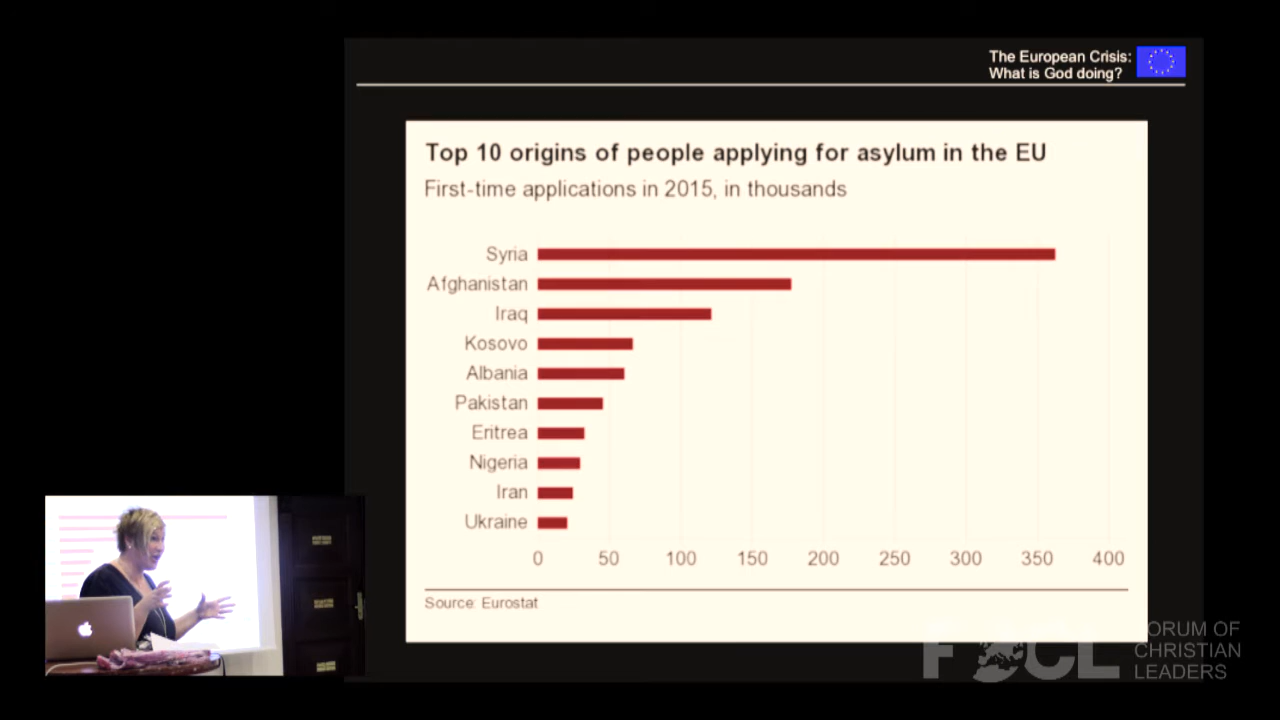 The European Crisis:
What is God doing?
Top 10 origins of people applying for asylum in the EU
First-time applications in 2015, in thousands
Syria
Afghanistan
Iraq
Kosovo
Albania
Pakistan
Eritrea
Nigeria
Iran
Ukraine
0 50 100 150 200 250 300 350 400
Source: Eurostat
FOCL
FORUM OF
CHRISTIAN
LEADERS